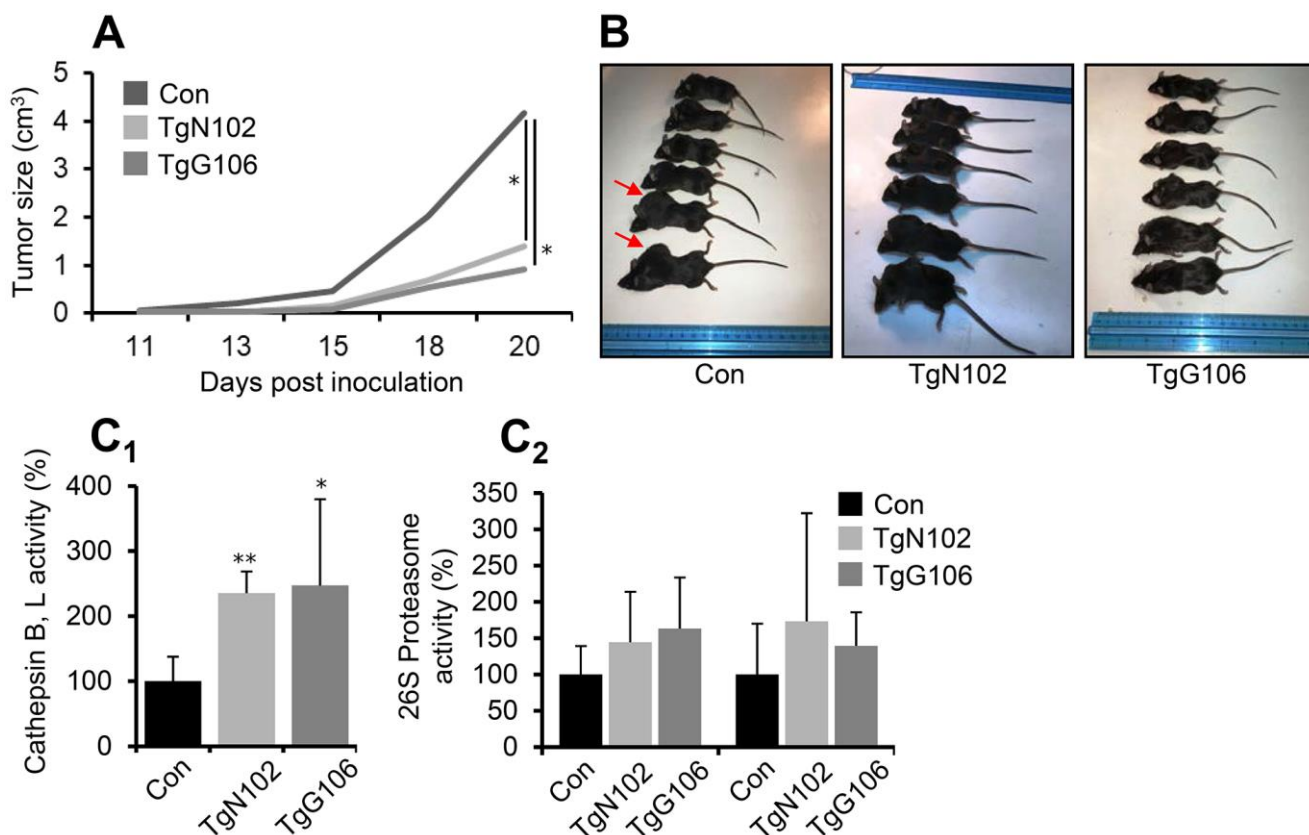 A
Tumor size (cm³)
5
4
3
2
1
0
Con
TgN102
TgG106
*
*
11 13 15 18 20
Days post inoculation
B
Con TgN102 TgG106
C₁
Cathepsin B, L activity (%)
400
300
200
100
0
**
*
Con TgN102 TgG106
C₂
26S Proteasome
activity (%)
350
300
250
200
150
100
50
0
Con
TgN102
TgG106
Con TgN102 TgG106 Con TgN102 TgG106